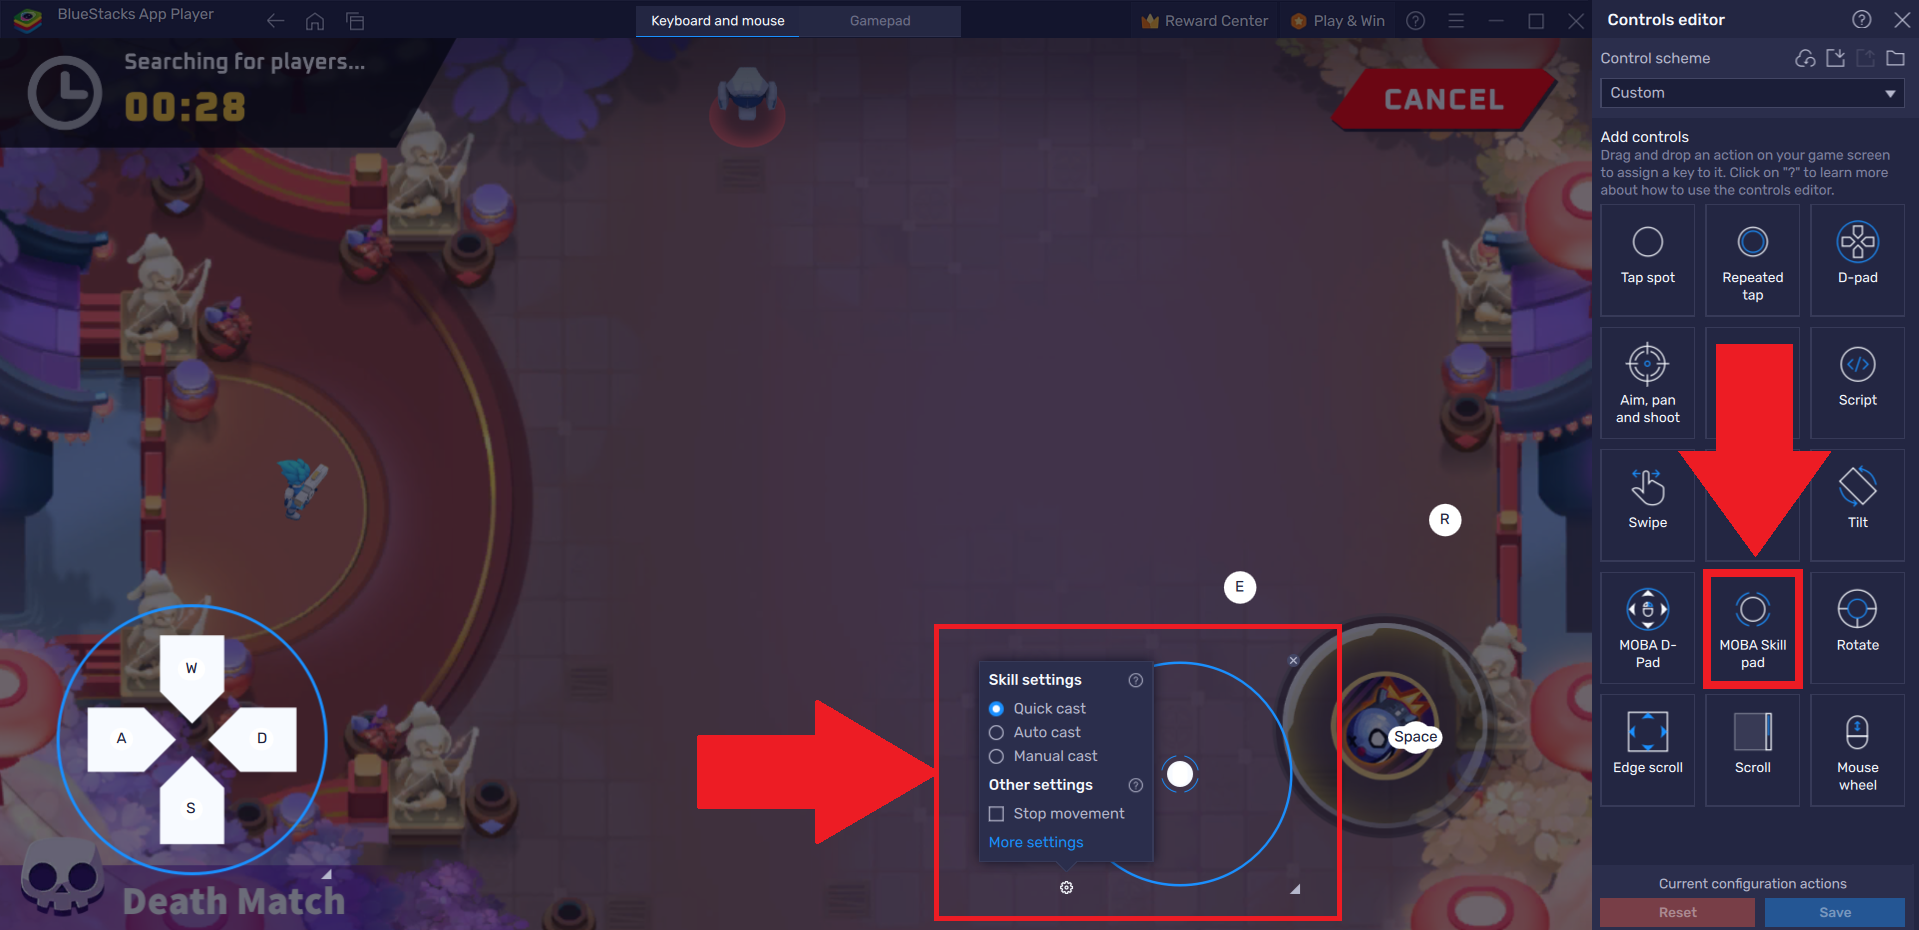 BlueStacks App Player
Keyboard and mouse
Gamepad
Reward Center
Play & Win
Controls editor
Searching for players...
00:28
CANCEL
Control scheme
Custom
Add controls
Drag and drop an action on your game screen
to assign a key to it. Click on "?" to learn more
about how to use the controls editor.
Tap spot
Repeated
tap
D-pad
Aim, pan
and shoot
Script
Swipe
Tilt
MOBA D-
Pad
MOBA Skill
pad
Rotate
Edge scroll
Scroll
Mouse
wheel
R
E
Space
W
A
D
S
Skill settings
Quick cast
Auto cast
Manual cast
Other settings
Stop movement
More settings
Death Match
Current configuration actions
Reset
Save